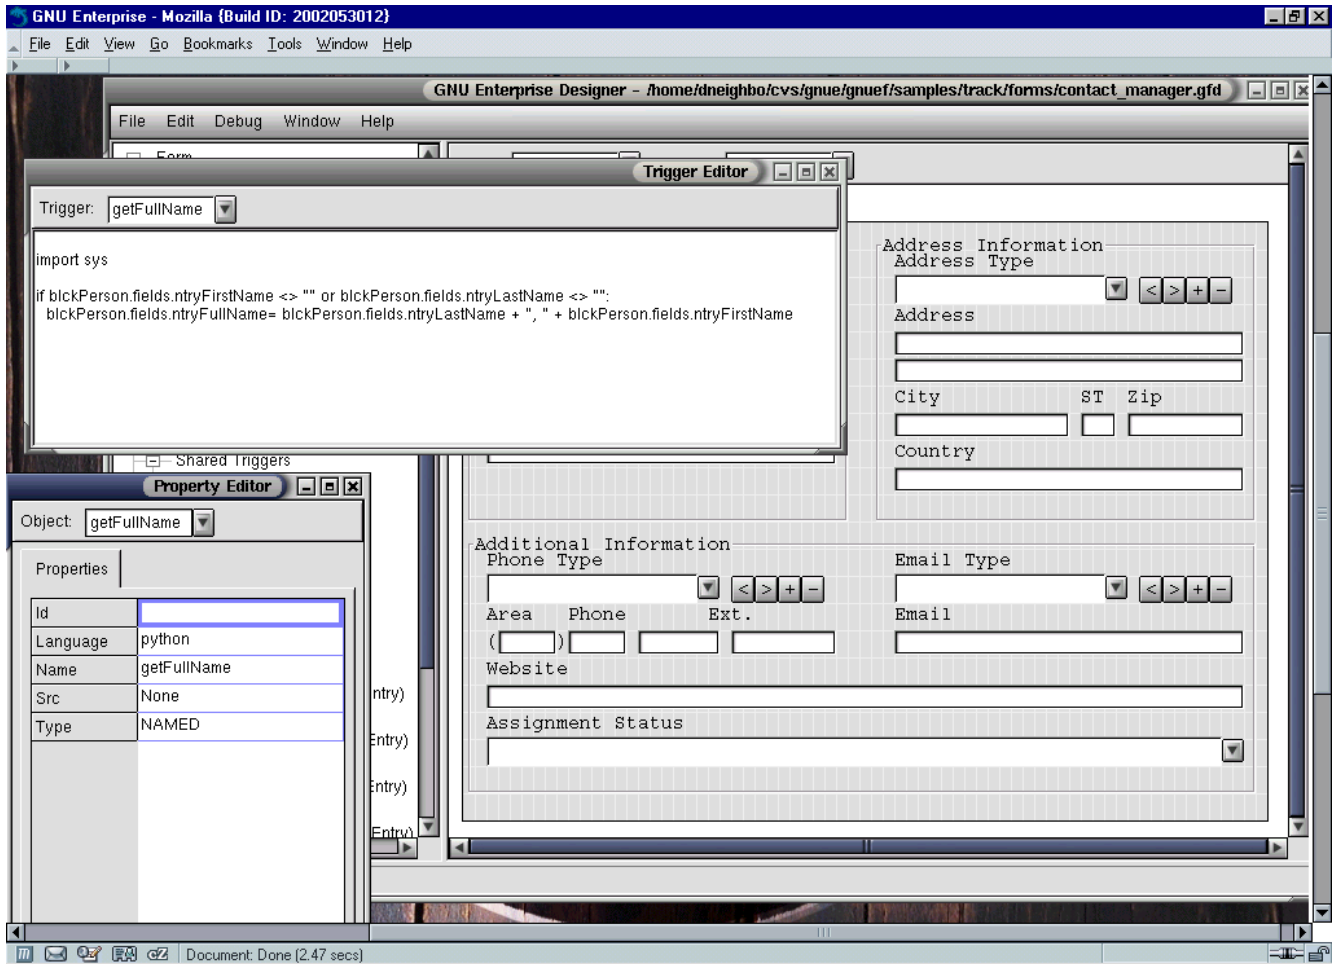 GNU Enterprise - Mozilla {Build ID: 2002053012}
File Edit View Go Bookmarks Tools Window Help
GNU Enterprise Designer - /home/dneighbo/cvs/gnue/gnuef/samples/track/forms/contact_manager.gfd
File Edit Debug Window Help
Form
Trigger Editor
Trigger: getFullName
import sys
if blckPerson.fields.ntryFirstName <> "" or blckPerson.fields.ntryLastName <> "":
blckPerson.fields.ntryFullName= blckPerson.fields.ntryLastName + ", " + blckPerson.fields.ntryFirstName
Address Information
Address Type
< > + -
Address
City ST Zip
Country
Shared Triggers
Property Editor
Object: getFullName
Properties
Id
Language python
Name getFullName
Src None
Type NAMED
ntry)
Entry)
Entry)
Entry)
Additional Information
Phone Type Email Type
< > + - < > + -
Area Phone Ext. Email
( )
Website
Assignment Status
Document: Done (2.47 secs)